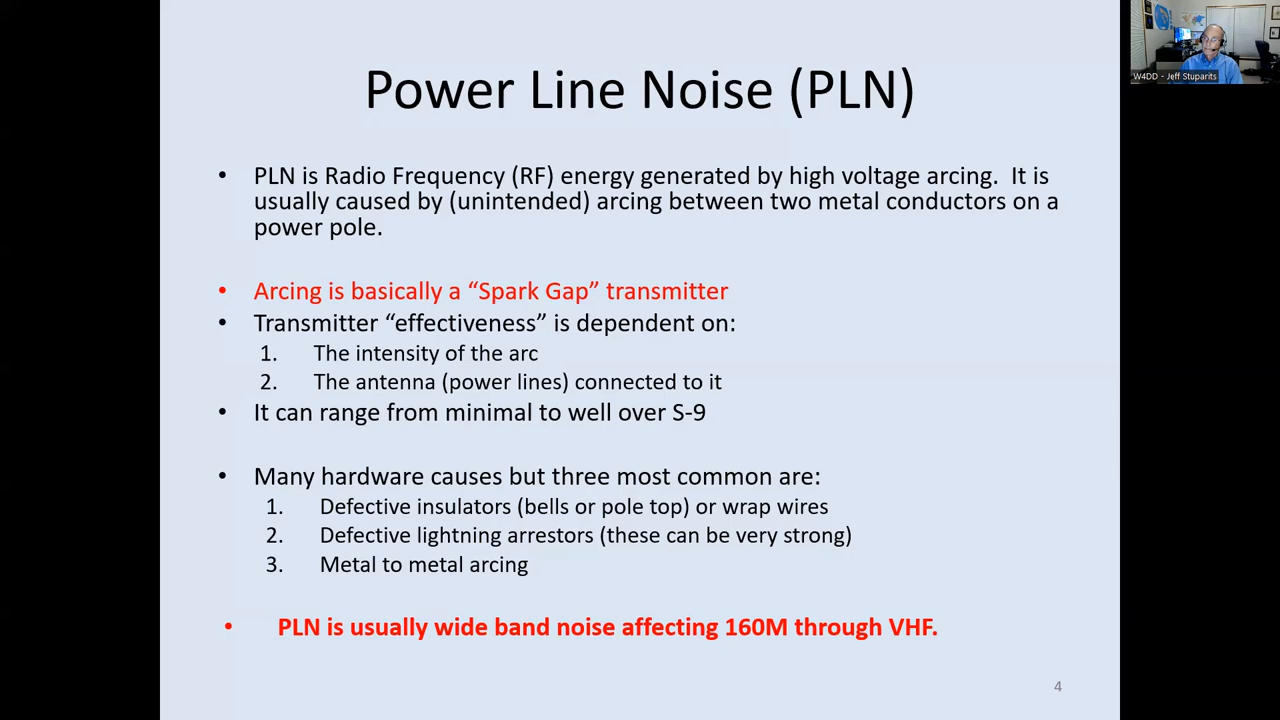 Power Line Noise (PLN)
• PLN is Radio Frequency (RF) energy generated by high voltage arcing.  It is
usually caused by (unintended) arcing between two metal conductors on a
power pole.
• Arcing is basically a “Spark Gap” transmitter
• Transmitter “effectiveness” is dependent on:
1. The intensity of the arc
2. The antenna (power lines) connected to it
• It can range from minimal to well over S-9
• Many hardware causes but three most common are:
1. Defective insulators (bells or pole top) or wrap wires
2. Defective lightning arrestors (these can be very strong)
3. Metal to metal arcing
• PLN is usually wide band noise affecting 160M through VHF.
4
W4DD - Jeff Stuparits